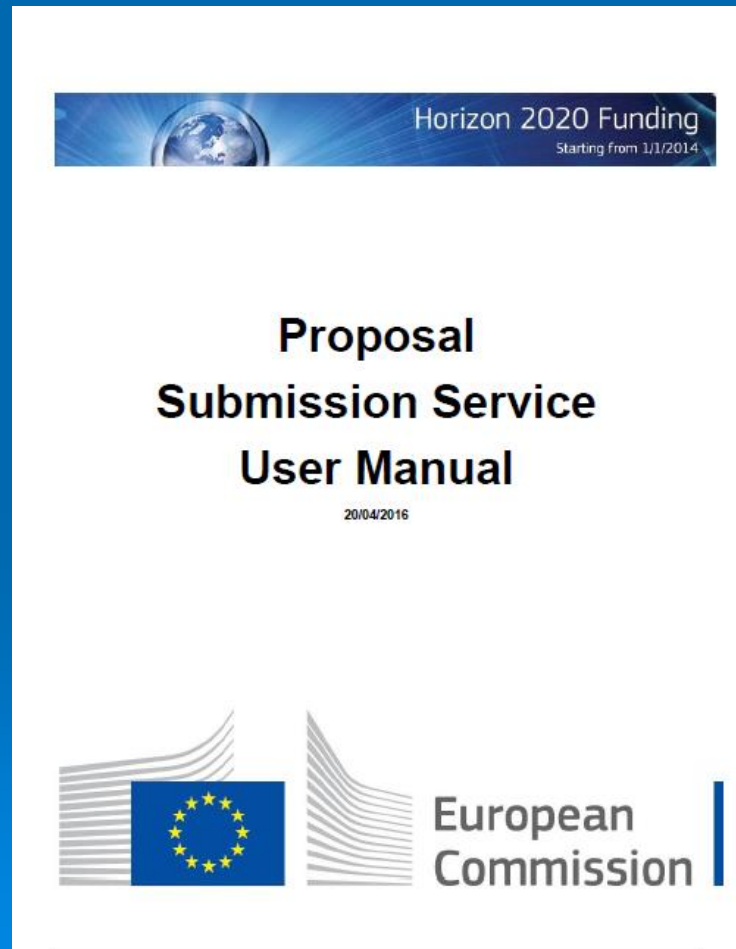 Horizon 2020 Funding
Starting from 1/1/2014
Proposal
Submission Service
User Manual
20/04/2016
European
Commission